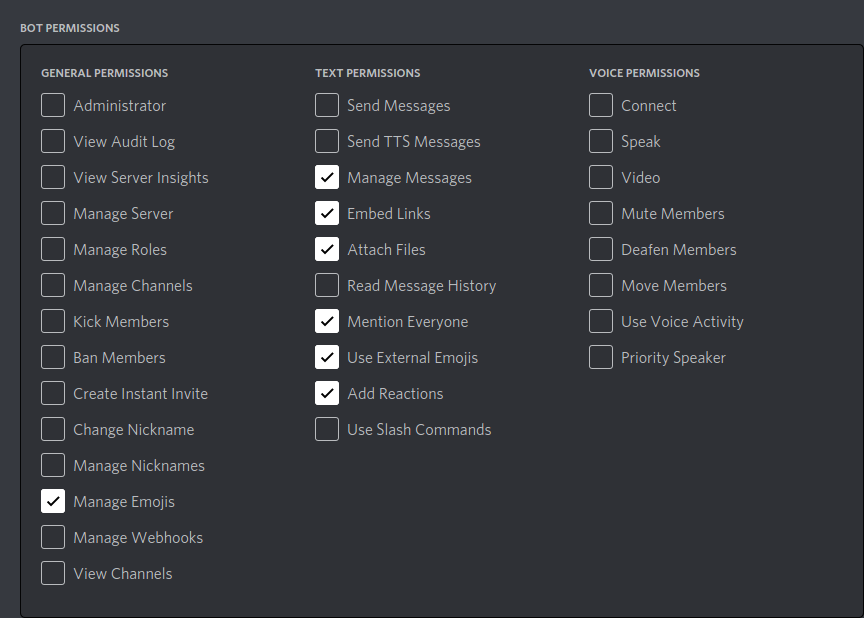 BOT PERMISSIONS
GENERAL PERMISSIONS
Administrator
View Audit Log
View Server Insights
Manage Server
Manage Roles
Manage Channels
Kick Members
Ban Members
Create Instant Invite
Change Nickname
Manage Nicknames
Manage Emojis
Manage Webhooks
View Channels
TEXT PERMISSIONS
Send Messages
Send TTS Messages
Manage Messages
Embed Links
Attach Files
Read Message History
Mention Everyone
Use External Emojis
Add Reactions
Use Slash Commands
VOICE PERMISSIONS
Connect
Speak
Video
Mute Members
Deafen Members
Move Members
Use Voice Activity
Priority Speaker